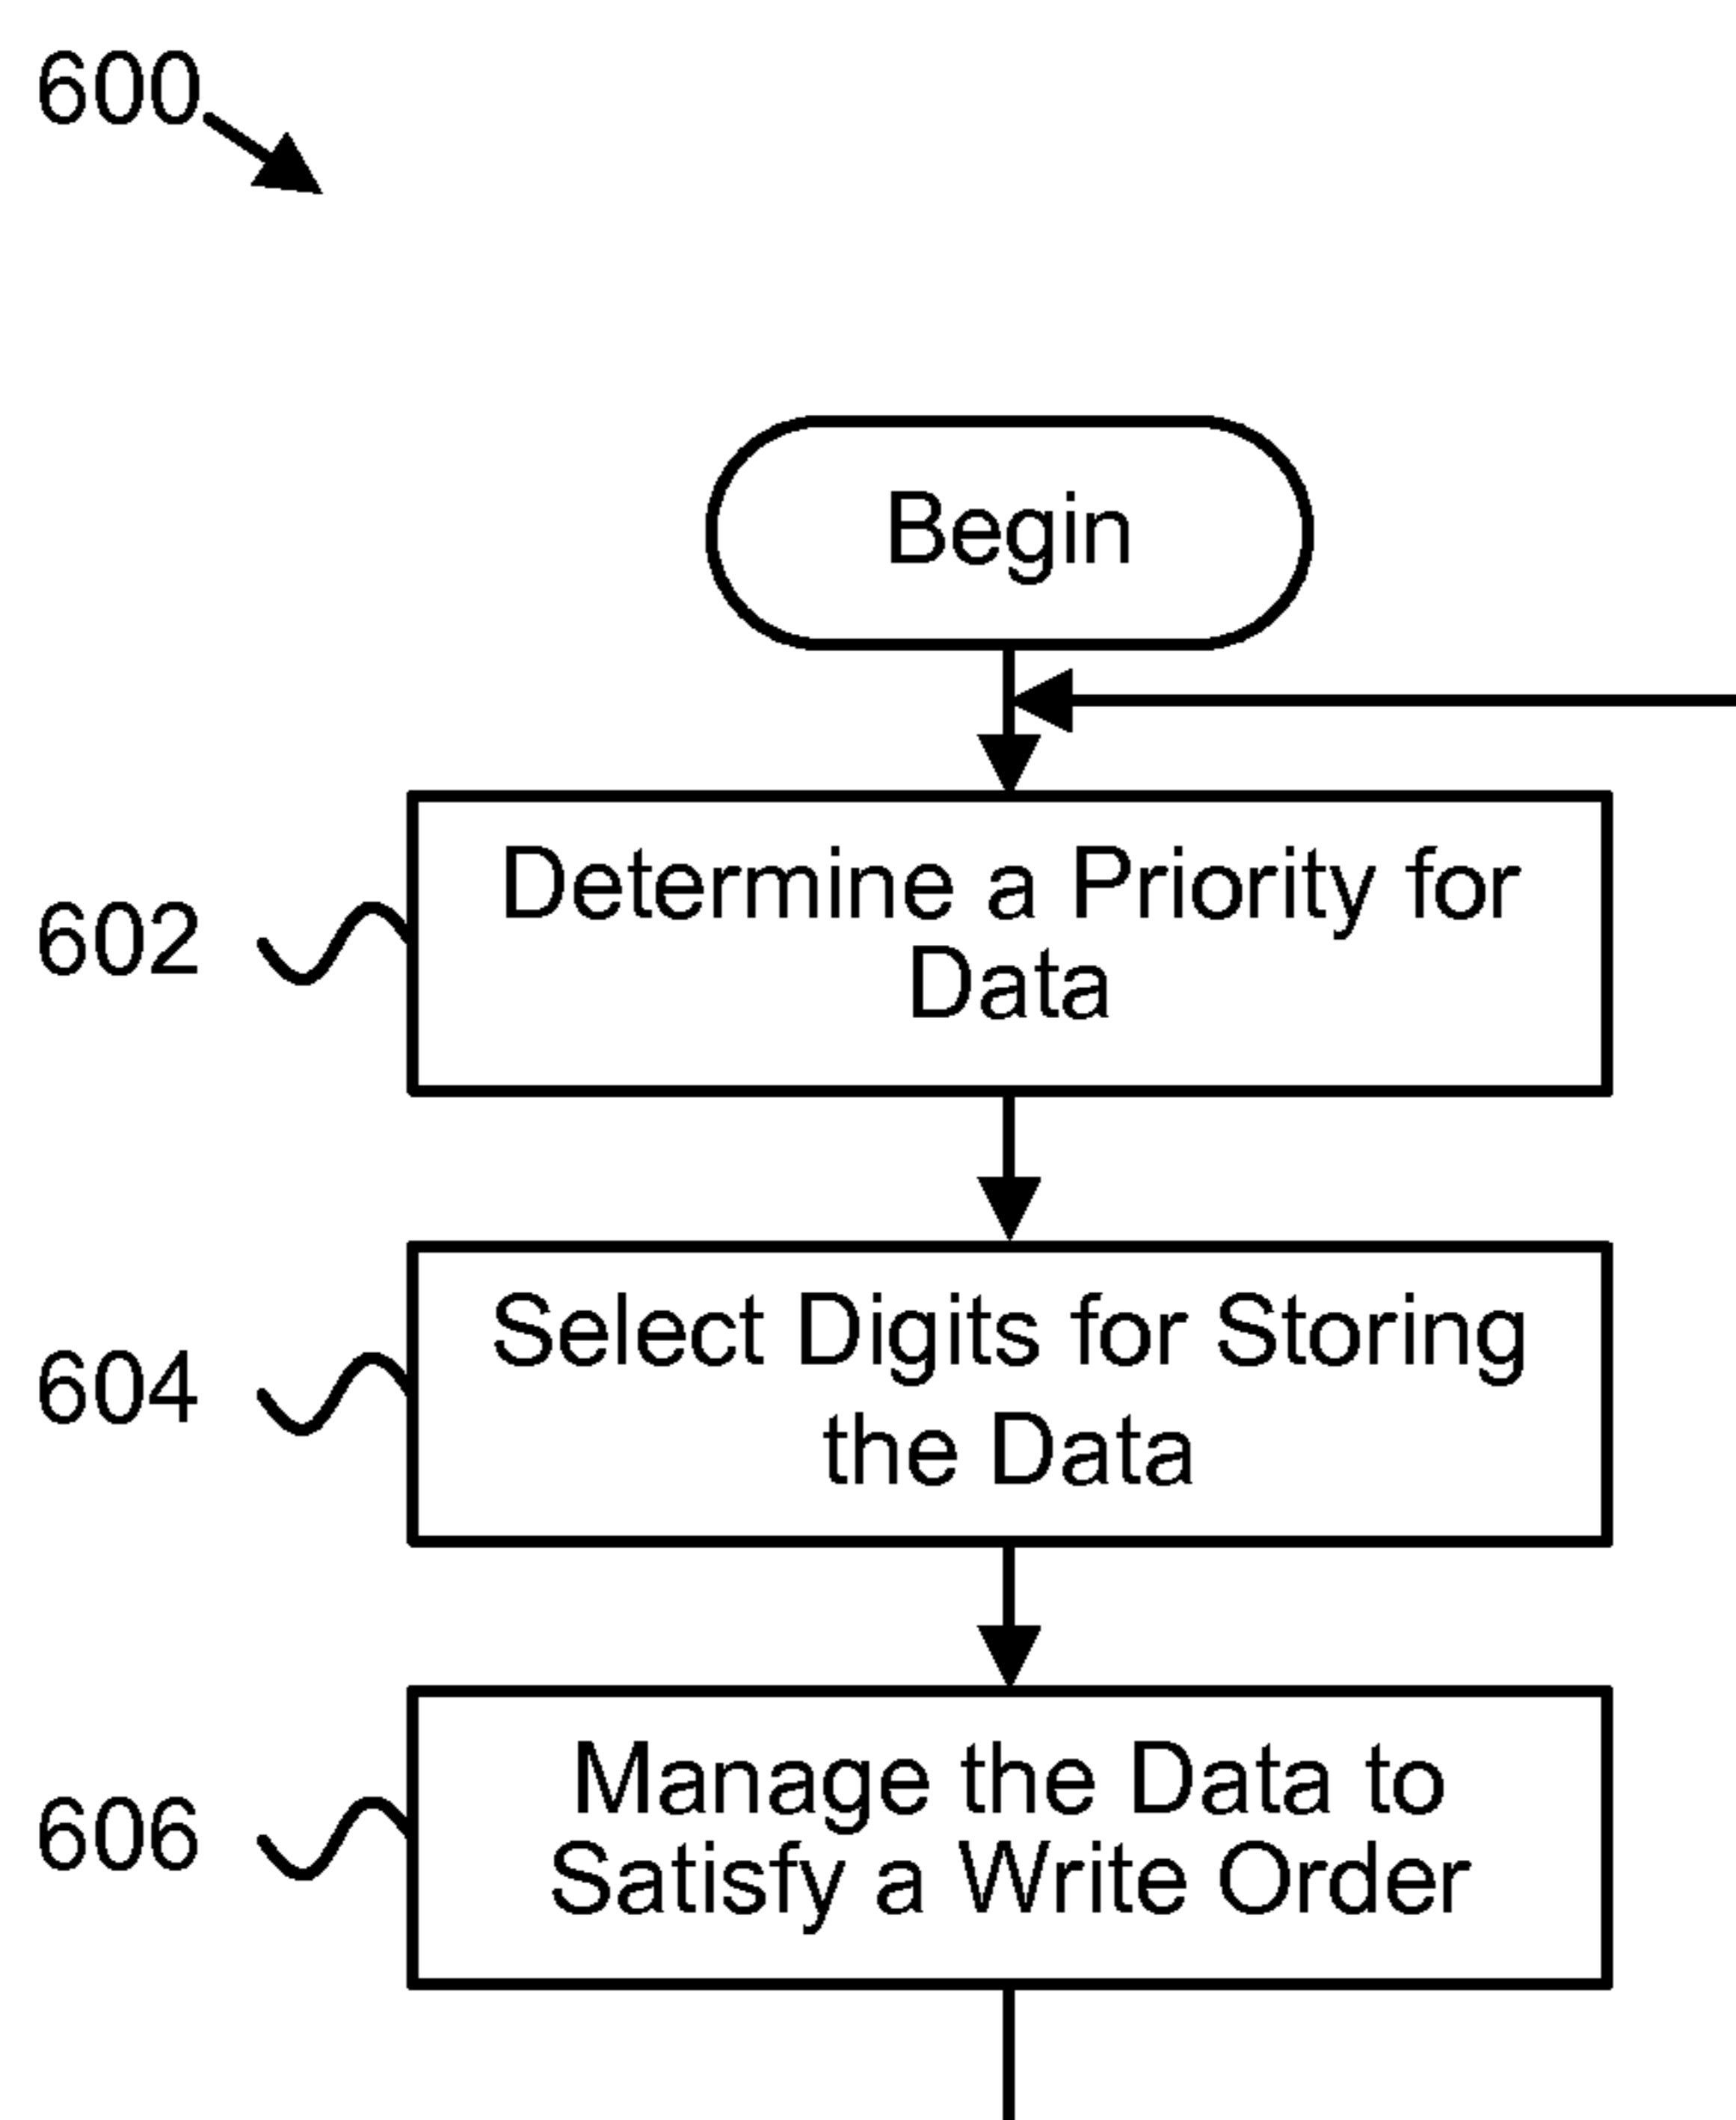 600
Begin
602
Determine a Priority for
Data
604
Select Digits for Storing
the Data
606
Manage the Data to
Satisfy a Write Order